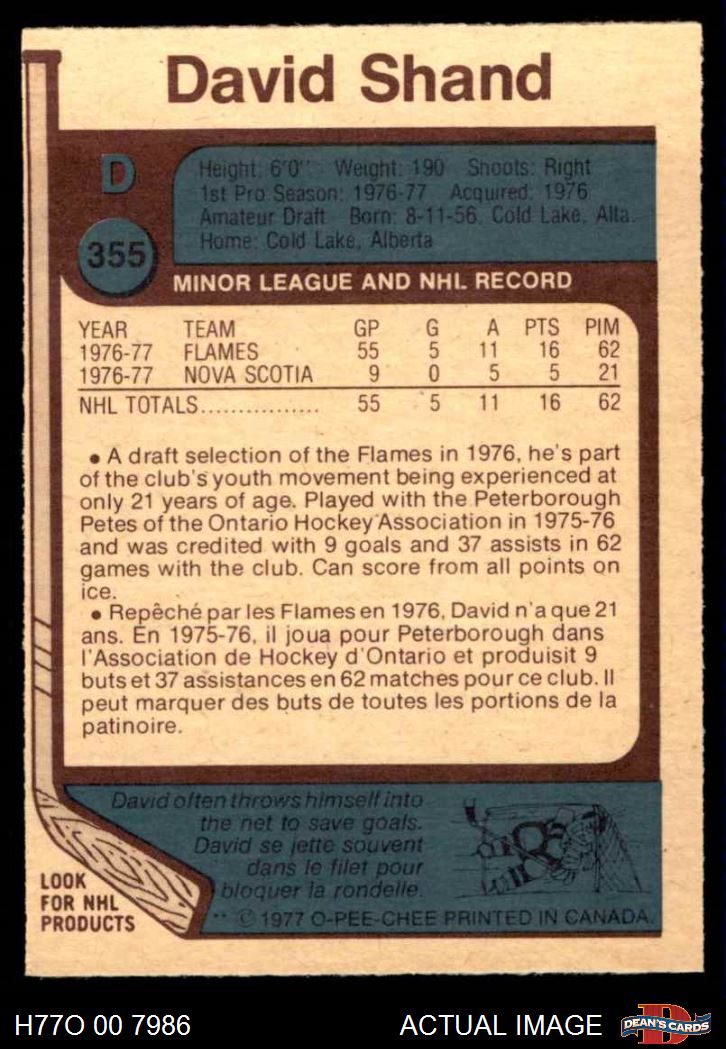 David Shand
D
Height: 6'0" Weight: 190 Shoots: Right
1st Pro Season: 1976-77 Acquired: 1976
Amateur Draft Born: 8-11-56, Cold Lake, Alta.
Home: Cold Lake, Alberta
355
MINOR LEAGUE AND NHL RECORD
YEAR TEAM GP G A PTS PIM
1976-77 FLAMES 55 5 11 16 62
1976-77 NOVA SCOTIA 9 0 5 5 21
NHL TOTALS................ 55 5 11 16 62
• A draft selection of the Flames in 1976, he's part
of the club's youth movement being experienced at
only 21 years of age. Played with the Peterborough
Petes of the Ontario Hockey Association in 1975-76
and was credited with 9 goals and 37 assists in 62
games with the club. Can score from all points on
ice.
• Repêché par les Flames en 1976, David n'a que 21
ans. En 1975-76, il joua pour Peterborough dans
l'Association de Hockey d'Ontario et produisit 9
buts et 37 assistances en 62 matches pour ce club. Il
peut marquer des buts de toutes les portions de la
patinoire.
David often throws himself into
the net to save goals.
David se jette souvent
dans le filet pour
bloquer la rondelle.
LOOK
FOR NHL
PRODUCTS
** © 1977 O-PEE-CHEE PRINTED IN CANADA.
H77O 00 7986
ACTUAL IMAGE
D
DEAN'S CARDS